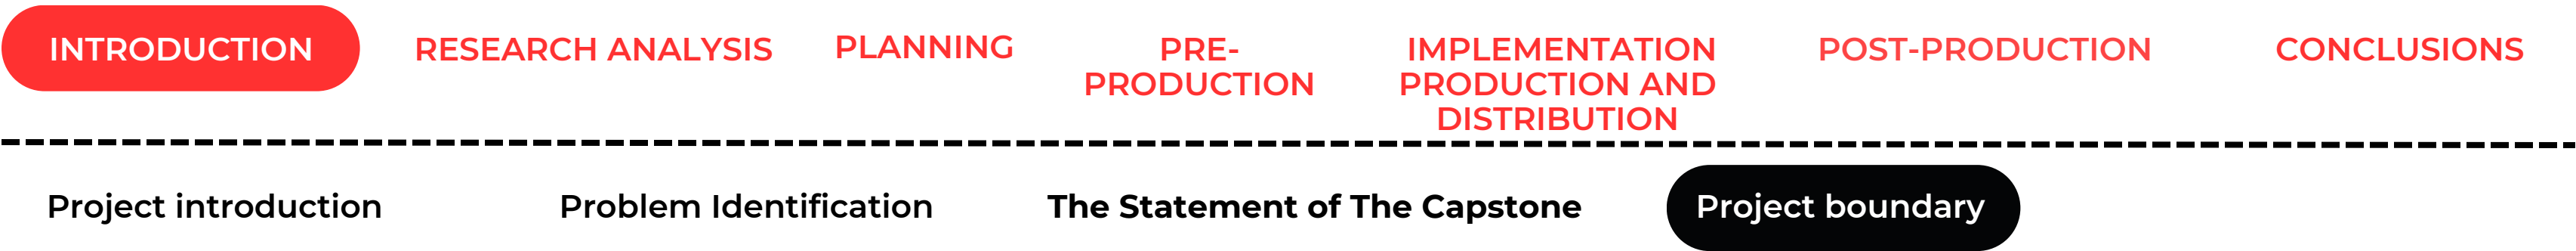 INTRODUCTION
RESEARCH ANALYSIS
PLANNING
PRE-
PRODUCTION
IMPLEMENTATION
PRODUCTION AND
DISTRIBUTION
POST-PRODUCTION
CONCLUSIONS
Project introduction
Problem Identification
The Statement of The Capstone
Project boundary